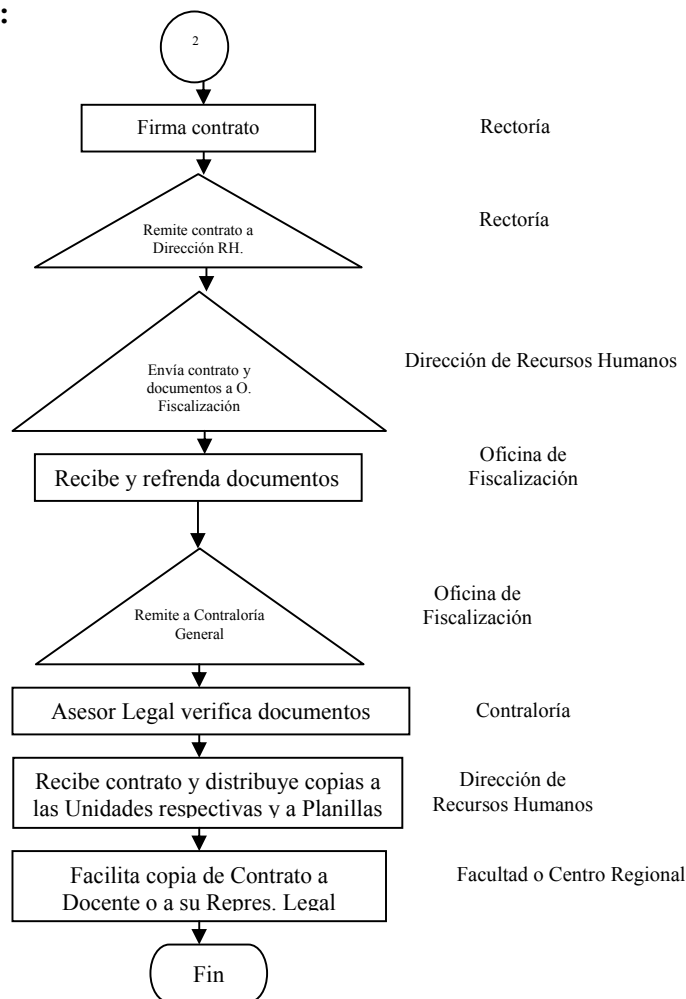 :
2
Firma contrato
Rectoría
Remite contrato a
Dirección RH.
Rectoría
Envía contrato y
documentos a O.
Fiscalización
Dirección de Recursos Humanos
Recibe y refrenda documentos
Oficina de
Fiscalización
Remite a Contraloría
General
Oficina de
Fiscalización
Asesor Legal verifica documentos
Contraloría
Recibe contrato y distribuye copias a
las Unidades respectivas y a Planillas
Dirección de
Recursos Humanos
Facilita copia de Contrato a
Docente o a su Repres. Legal
Facultad o Centro Regional
Fin